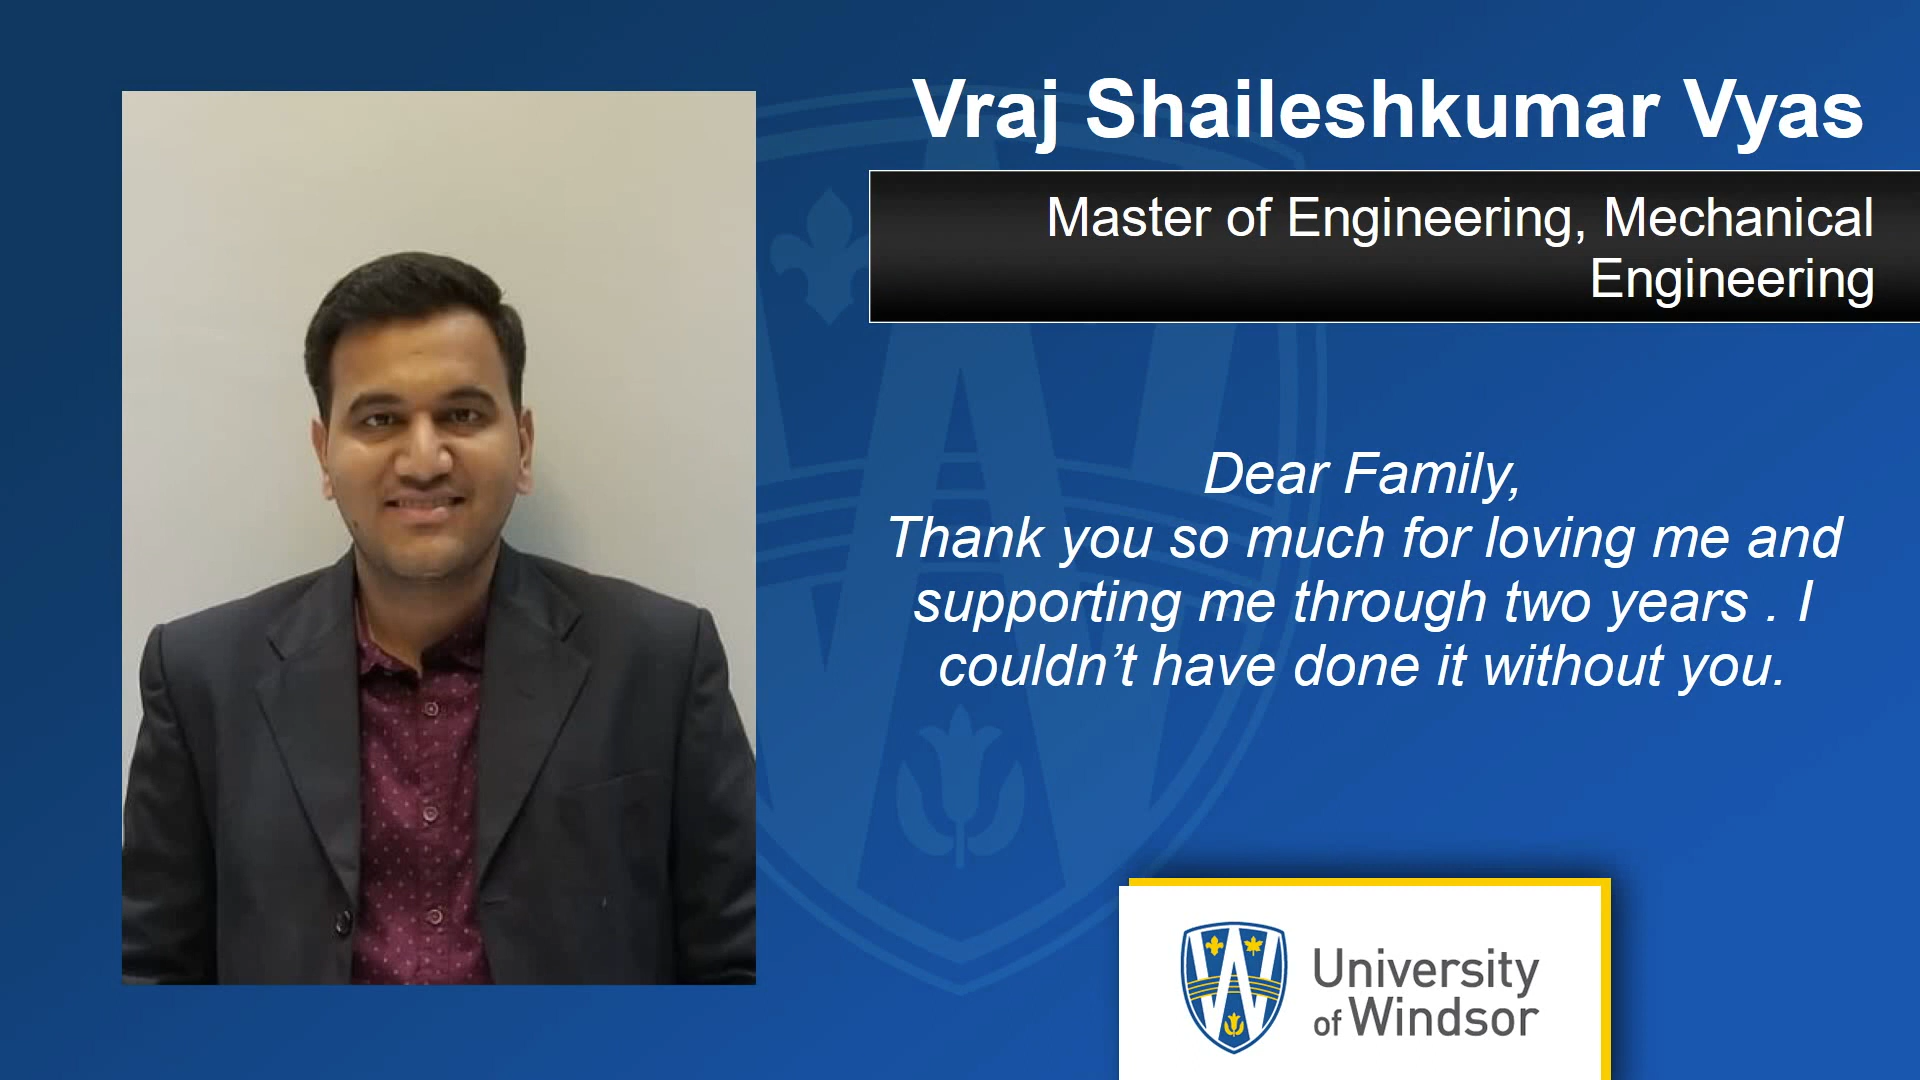 Vraj Shaileshkumar Vyas
Master of Engineering, Mechanical
Engineering
Dear Family,
Thank you so much for loving me and
supporting me through two years . I
couldn’t have done it without you.
University
of Windsor